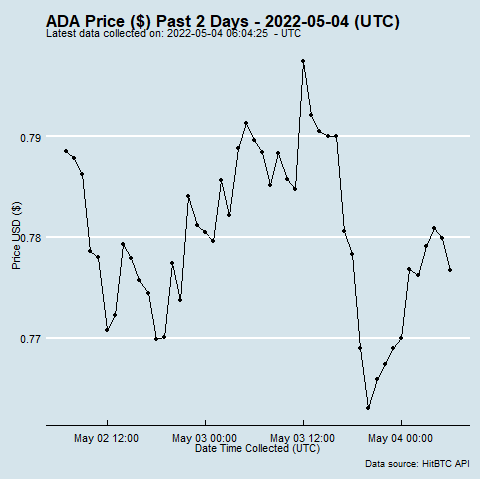 ADA Price ($) Past 2 Days - 2022-05-04 (UTC)
Latest data collected on: 2022-05-04 06:04:25 - UTC
Price USD ($)
0.79
0.78
0.77
May 02 12:00
May 03 00:00
May 03 12:00
May 04 00:00
Date Time Collected (UTC)
Data source: HitBTC API